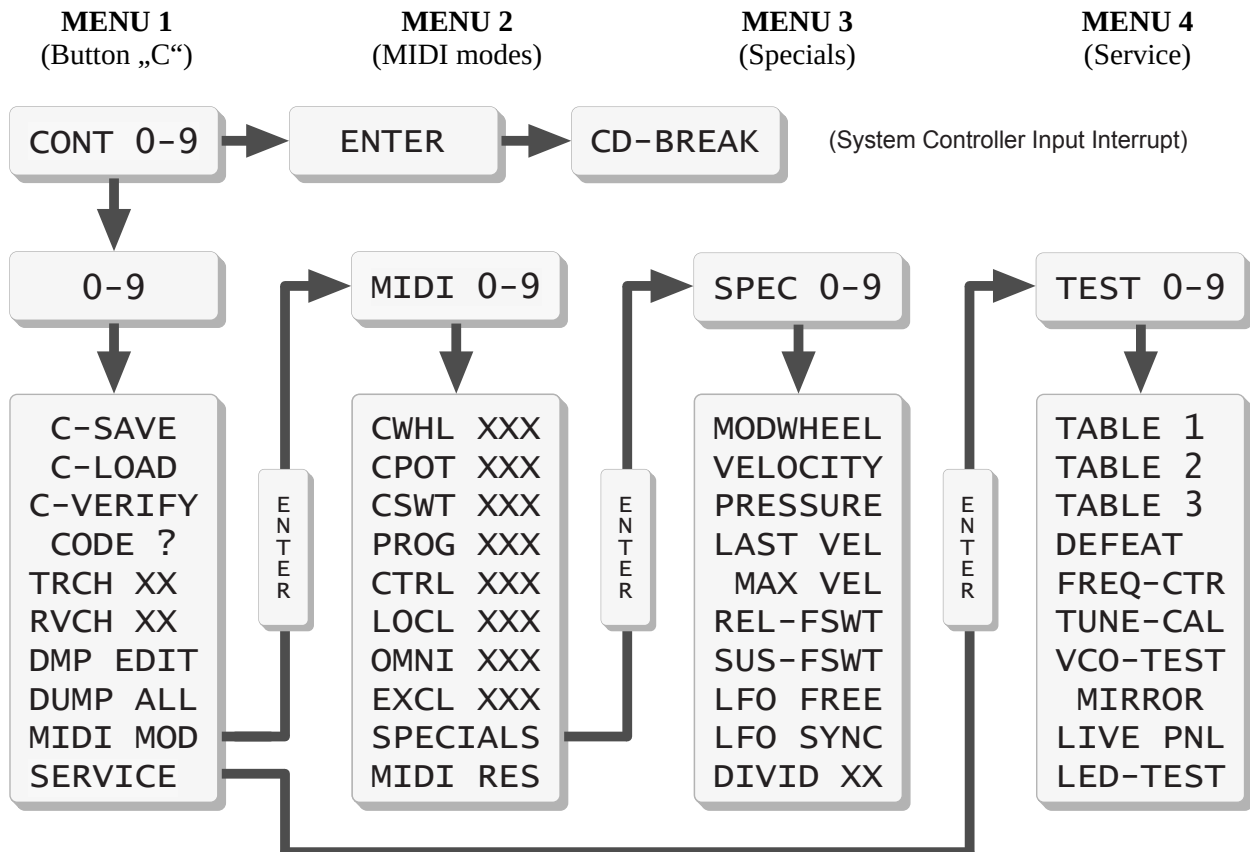 MENU 1
(Button „C“)
MENU 2
(MIDI modes)
MENU 3
(Specials)
MENU 4
(Service)
CONT 0-9
ENTER
CD-BREAK
(System Controller Input Interrupt)
0-9
MIDI 0-9
SPEC 0-9
TEST 0-9
C-SAVE
C-LOAD
C-VERIFY
CODE ?
TRCH XX
RVCH XX
DMP EDIT
DUMP ALL
MIDI MOD
SERVICE
ENTER
CWHL XXX
CPOT XXX
CSWT XXX
PROG XXX
CTRL XXX
LOCL XXX
OMNI XXX
EXCL XXX
SPECIALS
MIDI RES
ENTER
MODWHEEL
VELOCITY
PRESSURE
LAST VEL
MAX VEL
REL-FSWT
SUS-FSWT
LFO FREE
LFO SYNC
DIVID XX
ENTER
TABLE 1
TABLE 2
TABLE 3
DEFEAT
FREQ-CTR
TUNE-CAL
VCO-TEST
MIRROR
LIVE PNL
LED-TEST